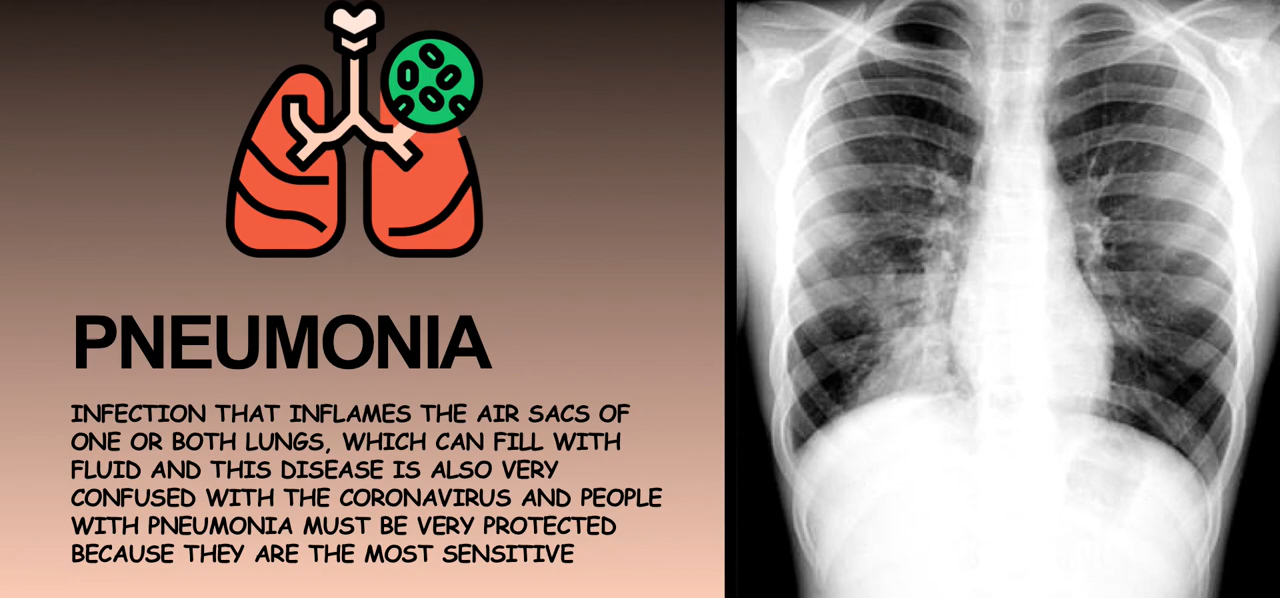 PNEUMONIA
INFECTION THAT INFLAMES THE AIR SACS OF
ONE OR BOTH LUNGS, WHICH CAN FILL WITH
FLUID AND THIS DISEASE IS ALSO VERY
CONFUSED WITH THE CORONAVIRUS AND PEOPLE
WITH PNEUMONIA MUST BE VERY PROTECTED
BECAUSE THEY ARE THE MOST SENSITIVE